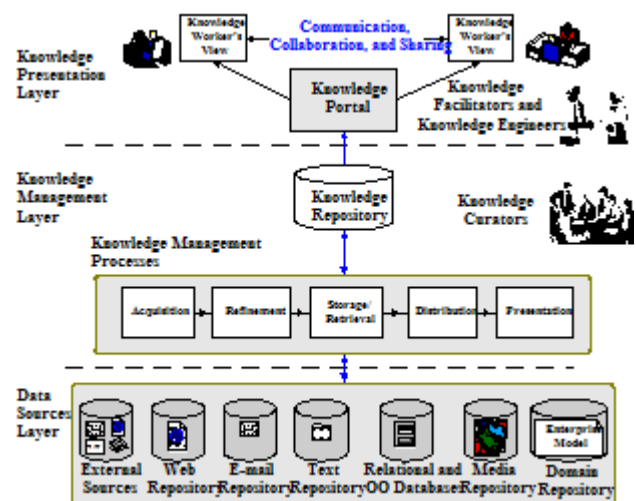 Knowledge
Presentation
Layer
Knowledge
Worker's
View
Communication,
Collaboration, and Sharing
Knowledge
Worker's
View
Knowledge
Portal
Knowledge
Facilitators and
Knowledge Engineers
Knowledge
Management
Layer
Knowledge
Repository
Knowledge
Curators
Knowledge Management
Processes
Acquisition
Refinement
Storage/
Retrieval
Distribution
Presentation
Data
Sources
Layer
External
Sources
Web
Repository
E-mail
Repository
Text
Repository
Relational and
OO Databases
Media
Repository
Enterprise
Model
Domain
Repository